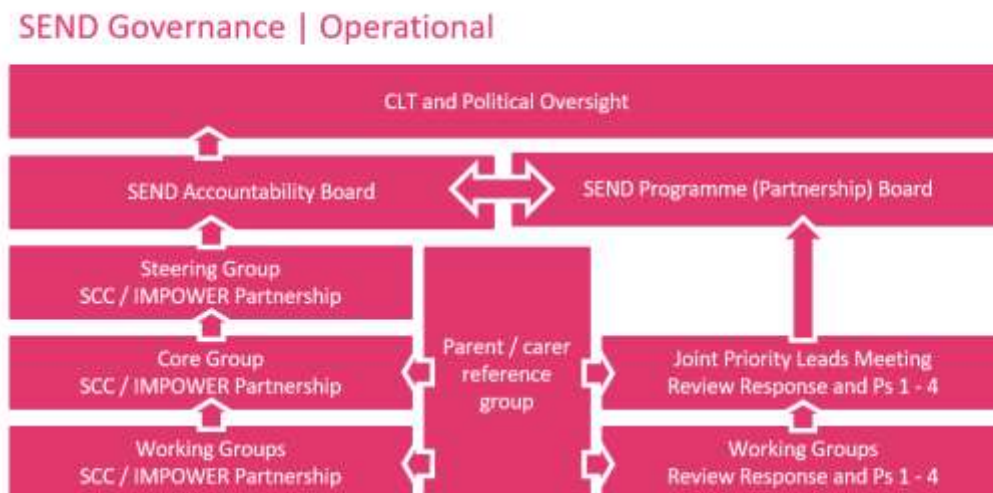 SEND Governance | Operational
CLT and Political Oversight
SEND Accountability Board
SEND Programme (Partnership) Board
Steering Group
SCC / IMPOWER Partnership
Core Group
SCC / IMPOWER Partnership
Parent / carer
reference
group
Joint Priority Leads Meeting
Review Response and Ps 1 - 4
Working Groups
SCC / IMPOWER Partnership
Working Groups
Review Response and Ps 1 - 4